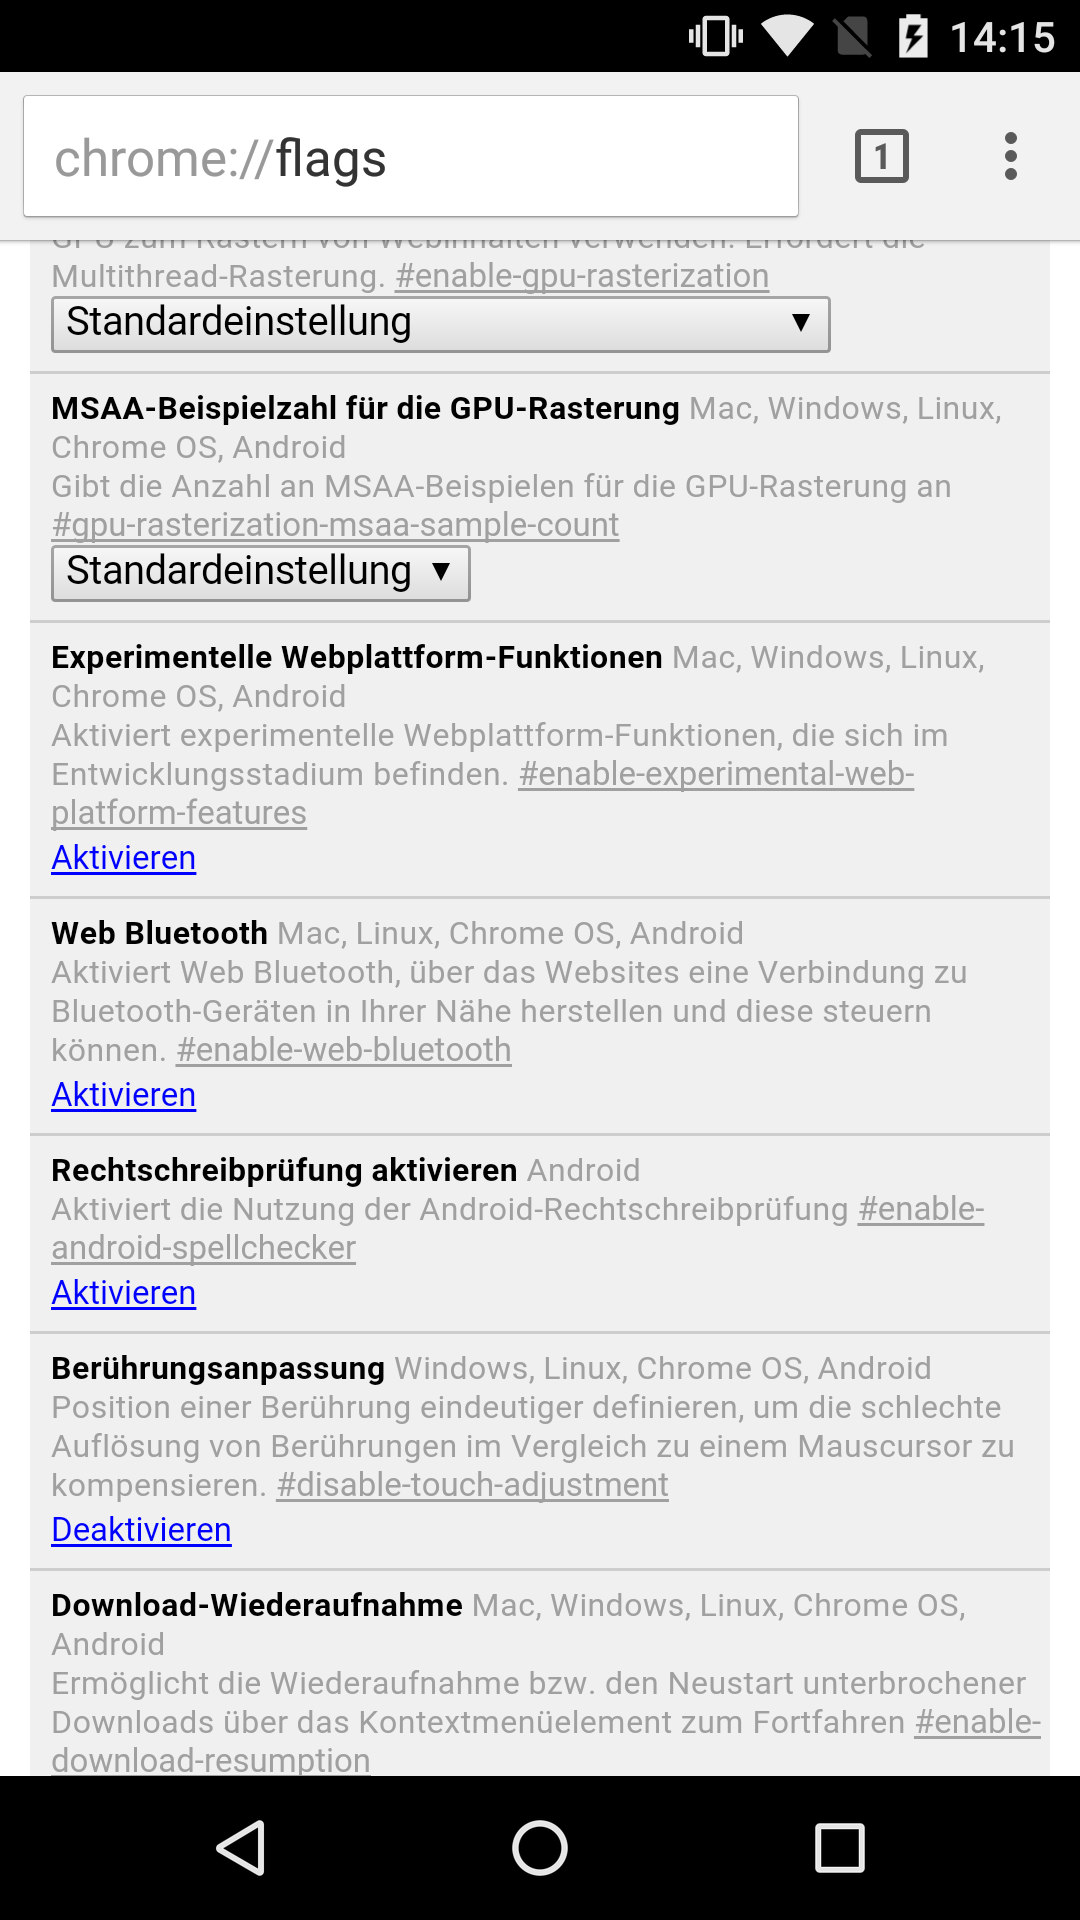 14:15
chrome://flags
1
GPU zum Rastern von Webinhalten verwenden. Erfordert die
Multithread-Rasterung. #enable-gpu-rasterization
Standardeinstellung
MSAA-Beispielzahl für die GPU-Rasterung Mac, Windows, Linux,
Chrome OS, Android
Gibt die Anzahl an MSAA-Beispielen für die GPU-Rasterung an
#gpu-rasterization-msaa-sample-count
Standardeinstellung
Experimentelle Webplattform-Funktionen Mac, Windows, Linux,
Chrome OS, Android
Aktiviert experimentelle Webplattform-Funktionen, die sich im
Entwicklungsstadium befinden. #enable-experimental-web-
platform-features
Aktivieren
Web Bluetooth Mac, Linux, Chrome OS, Android
Aktiviert Web Bluetooth, über das Websites eine Verbindung zu
Bluetooth-Geräten in Ihrer Nähe herstellen und diese steuern
können. #enable-web-bluetooth
Aktivieren
Rechtschreibprüfung aktivieren Android
Aktiviert die Nutzung der Android-Rechtschreibprüfung #enable-
android-spellchecker
Aktivieren
Berührungsanpassung Windows, Linux, Chrome OS, Android
Position einer Berührung eindeutiger definieren, um die schlechte
Auflösung von Berührungen im Vergleich zu einem Mauscursor zu
kompensieren. #disable-touch-adjustment
Deaktivieren
Download-Wiederaufnahme Mac, Windows, Linux, Chrome OS,
Android
Ermöglicht die Wiederaufnahme bzw. den Neustart unterbrochener
Downloads über das Kontextmenüelement zum Fortfahren #enable-
download-resumption